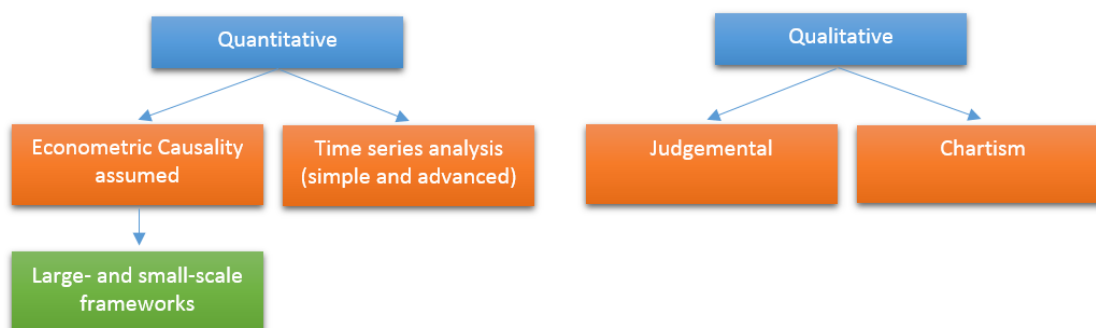 Quantitative
Qualitative
Econometric Causality
assumed
Time series analysis
(simple and advanced)
Judgemental
Chartism
Large- and small-scale
frameworks